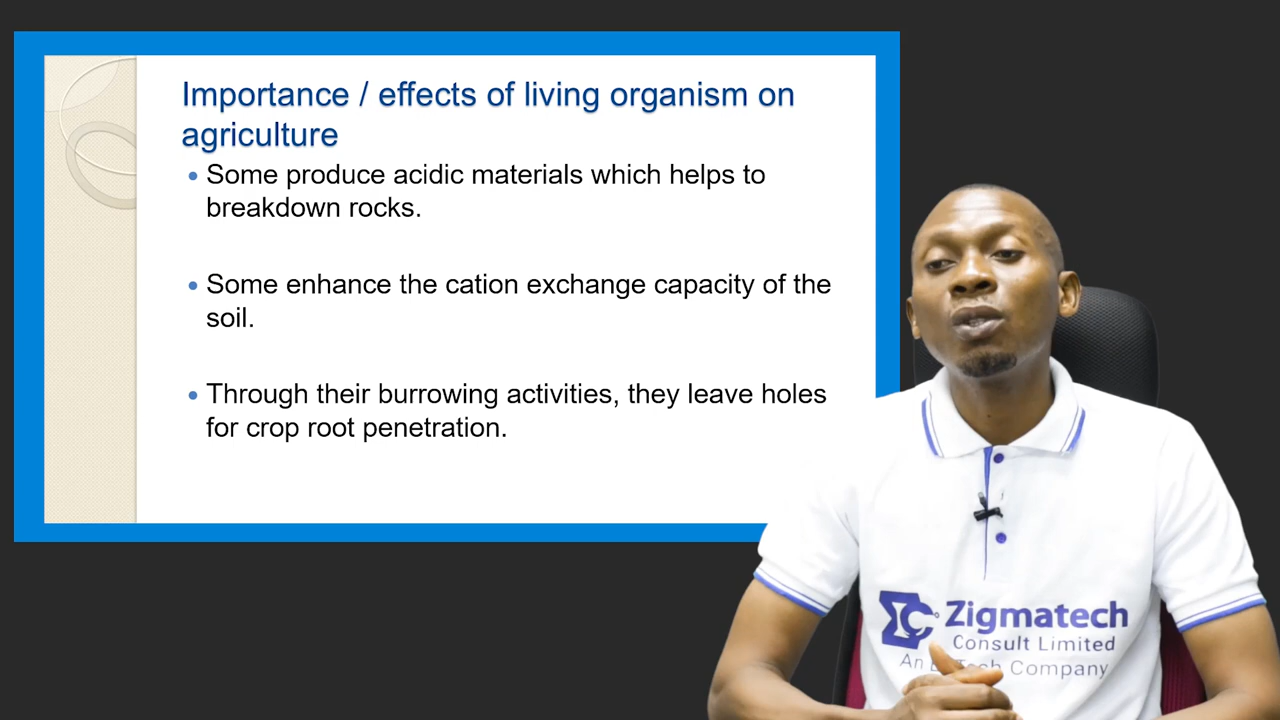 Importance / effects of living organism on
agriculture
• Some produce acidic materials which helps to
breakdown rocks.
• Some enhance the cation exchange capacity of the
soil.
• Through their burrowing activities, they leave holes
for crop root penetration.
Zigmatech
Consult Limited
An Tech Company